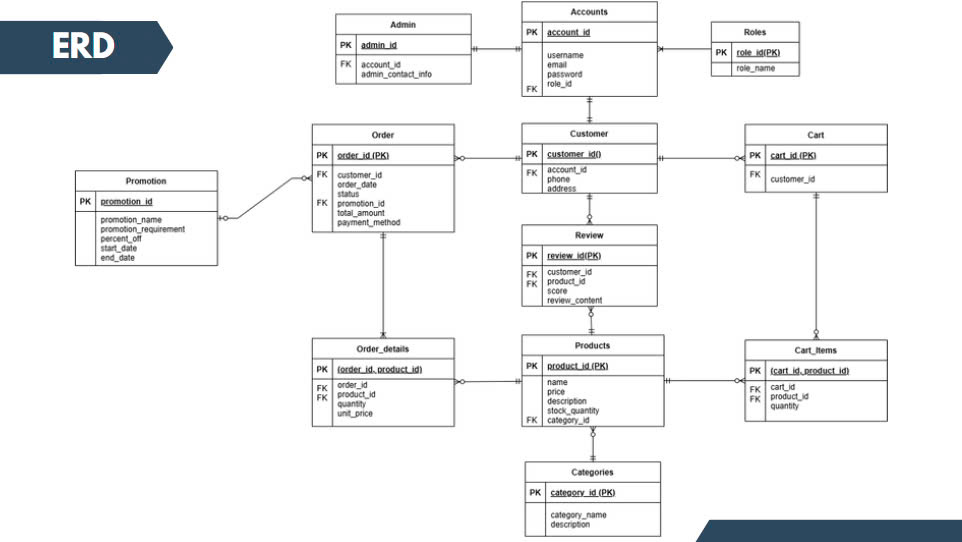 ERD
Admin
PK admin_id
FK account_id
admin_contact_info
Accounts
PK account_id
username
email
password
role_id
FK
Roles
PK role_id(PK)
role_name
Order
PK order_id (PK)
FK customer_id
order_date
status
FK promotion_id
total_amount
payment_method
Customer
PK customer_id()
FK account_id
phone
address
Cart
PK cart_id (PK)
FK
customer_id
Promotion
PK promotion_id
promotion_name
promotion_requirement
percent_off
start_date
end_date
Review
PK review_id(PK)
FK customer_id
FK product_id
score
review_content
Order_details
PK (order_id, product_id)
FK order_id
FK product_id
quantity
unit_price
Products
PK product_id (PK)
name
price
description
stock_quantity
FK category_id
Cart_Items
PK (cart_id, product_id)
FK cart_id
FK product_id
quantity
Categories
PK category_id (PK)
category_name
description